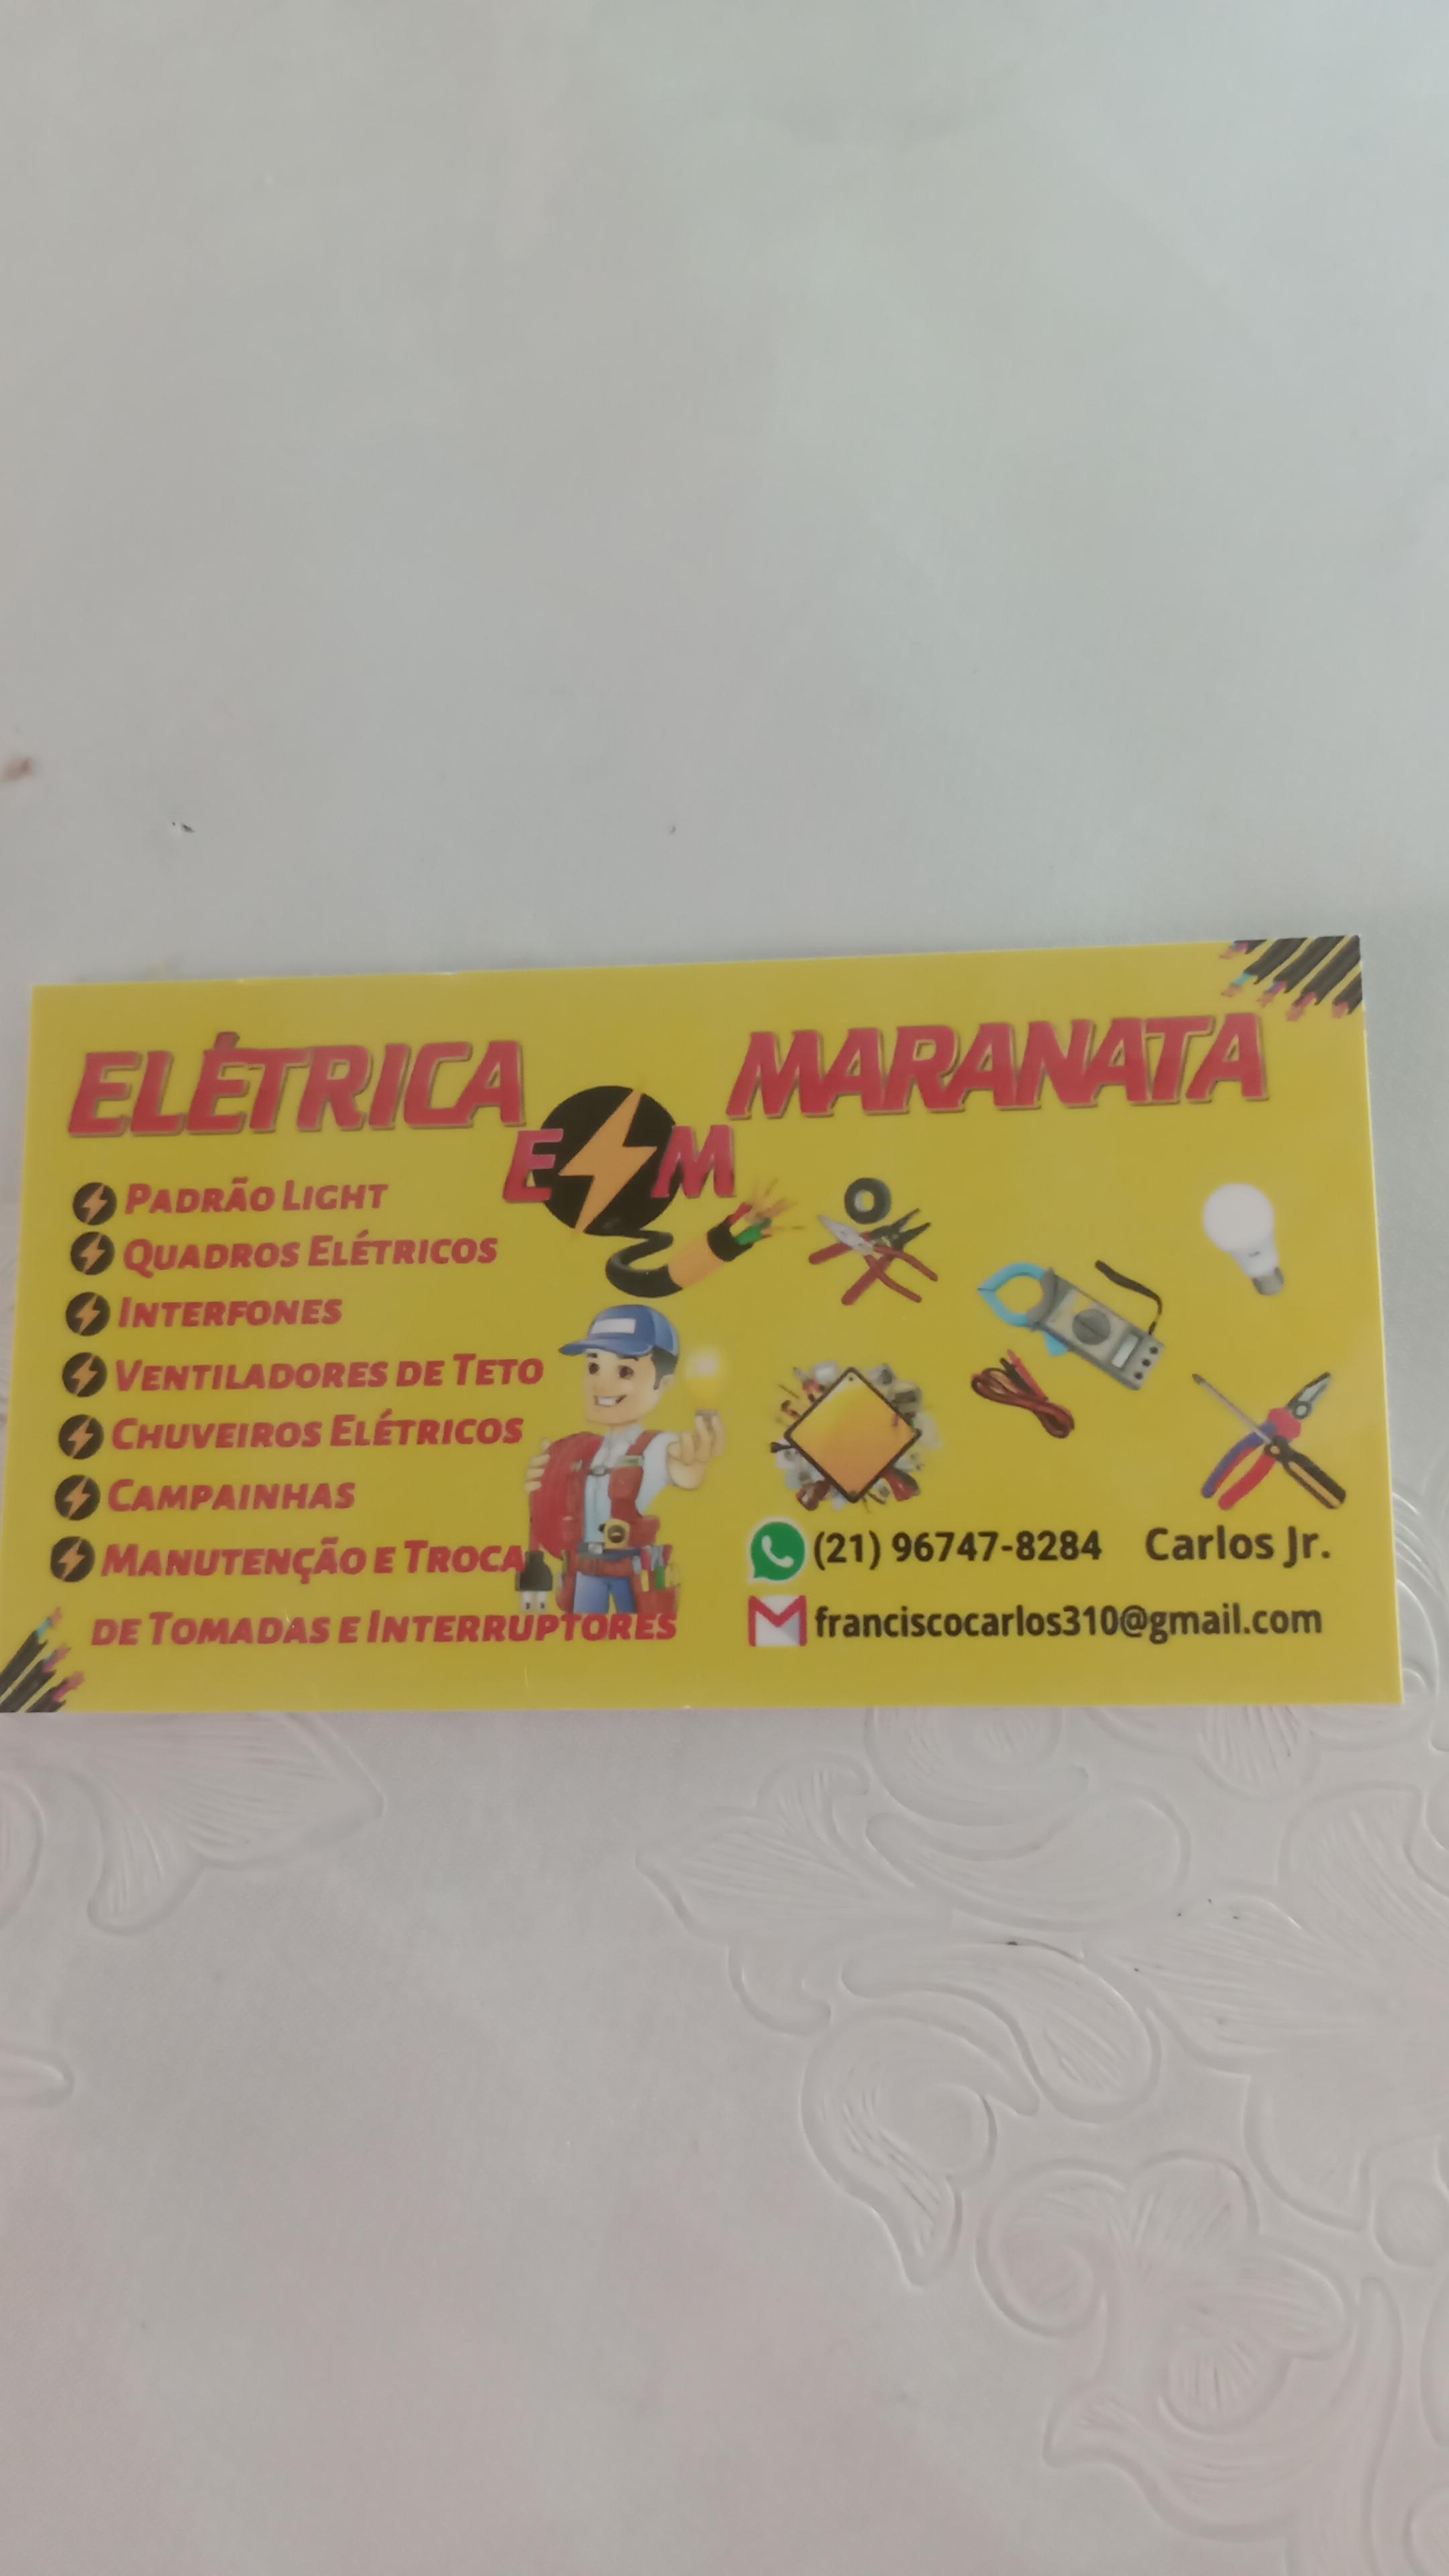 ELÉTRICA MARANATA
E M
PADRÃO LIGHT
QUADROS ELÉTRICOS
INTERFONES
VENTILADORES DE TETO
CHUVEIROS ELÉTRICOS
CAMPAINHAS
MANUTENÇÃO E TROCA
DE TOMADAS E INTERRUPTORES
(21) 96747-8284 Carlos Jr.
franciscocarlos310@gmail.com